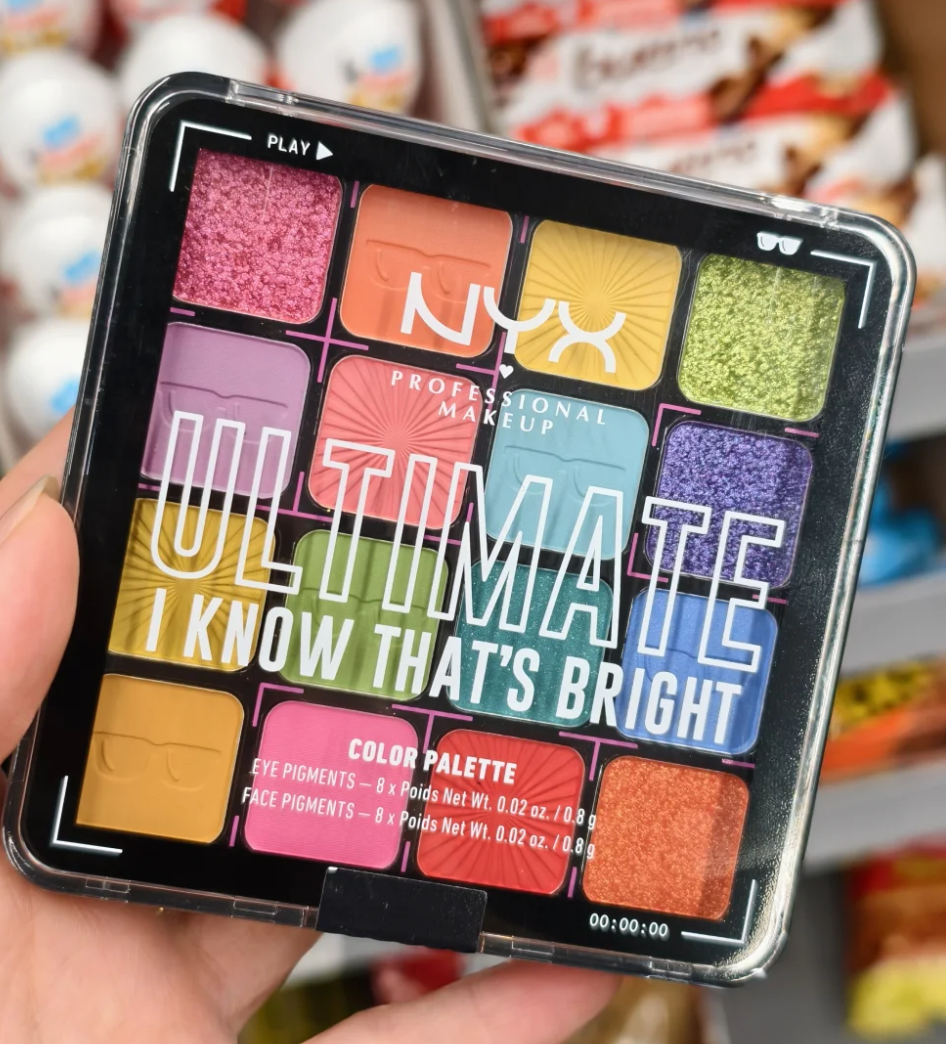 PLAY
NYX
PROFESSIONAL
MAKEUP
ULTIMATE
I KNOW THAT'S BRIGHT
COLOR PALETTE
EYE PIGMENTS – 8 x Poids Net Wt. 0.02 oz. / 0.8 g
FACE PIGMENTS – 8 x Poids Net Wt. 0.02 oz. / 0.8 g
00:00:00
bueno